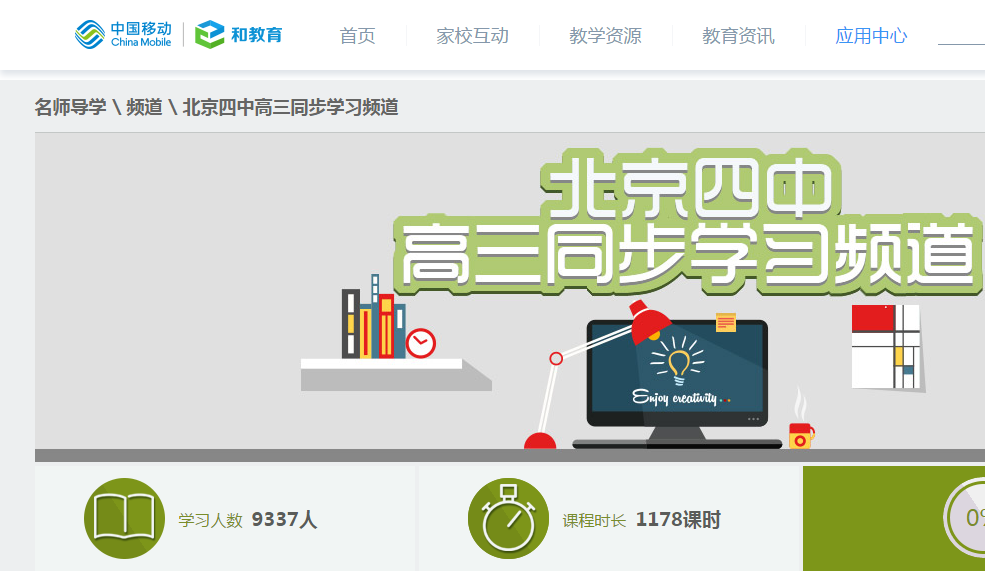 中国移动 China Mobile 和教育 首页 家校互动 教学资源 教育资讯 应用中心
名师导学 \ 频道 \ 北京四中高三同步学习频道
北京四中
高三同步学习频道
Enjoy creativity...
学习人数 9337人 课程时长 1178课时 0%